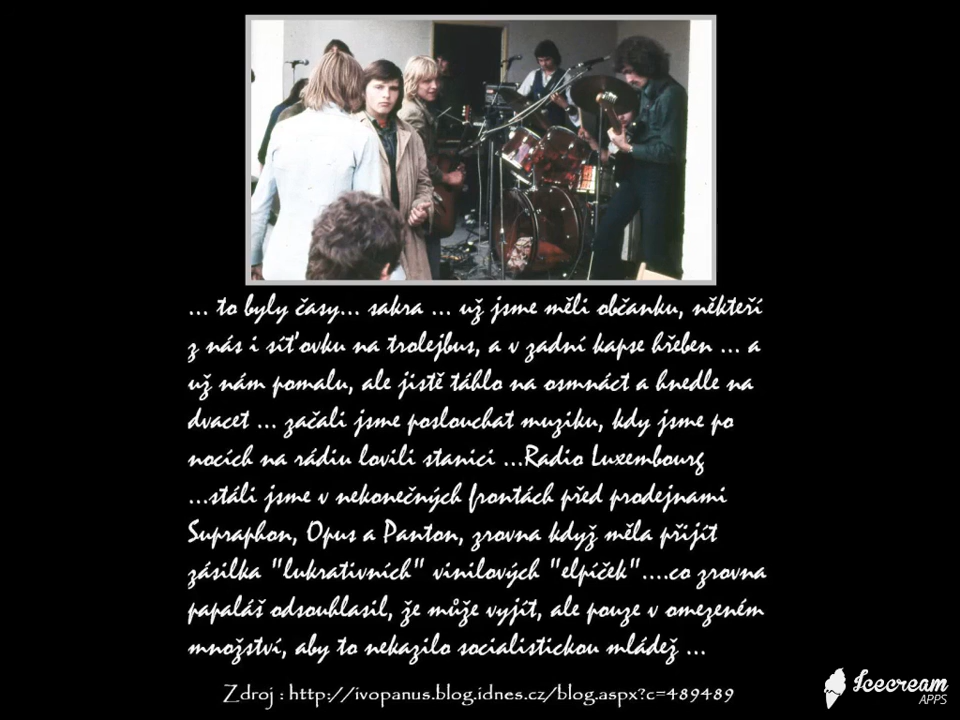 ... to byly časy... sakra ... už jsme měli občanku, někteří
z nás i síťovku na trolejbus, a v zadní kapse hřeben ... a
už nám pomalu, ale jistě táhlo na osmnáct a hnedle na
dvacet ... začali jsme poslouchat muziku, kdy jsme po
nocích na rádiu lovili stanici ...Radio Luxembourg
...stáli jsme v nekonečných frontách před prodejnami
Supraphon, Opus a Panton, zrovna když měla přijít
zásilka "lukrativních" vinilových "elpíček"....co zrovna
papaláš odsouhlasil, že může vyjít, ale pouze v omezeném
množství, aby to nekazilo socialistickou mládež ...
Zdroj : http://ivopanus.blog.idnes.cz/blog.aspx?c=489489
Icecream
APPS